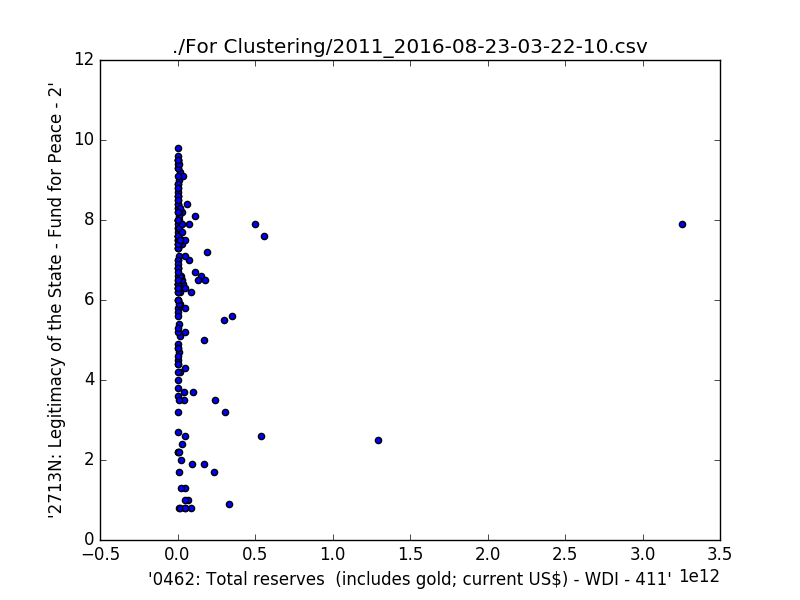 ./For Clustering/2011_2016-08-23-03-22-10.csv
12
10
8
6
4
2
0
'2713N: Legitimacy of the State - Fund for Peace - 2'
−0.5 0.0 0.5 1.0 1.5 2.0 2.5 3.0 3.5
1e12
'0462: Total reserves  (includes gold; current US$) - WDI - 411'